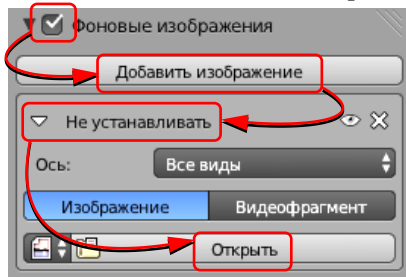 Фоновые изображения
Добавить изображение
Не устанавливать
Ось: Все виды
Изображение Видеофрагмент
Открыть